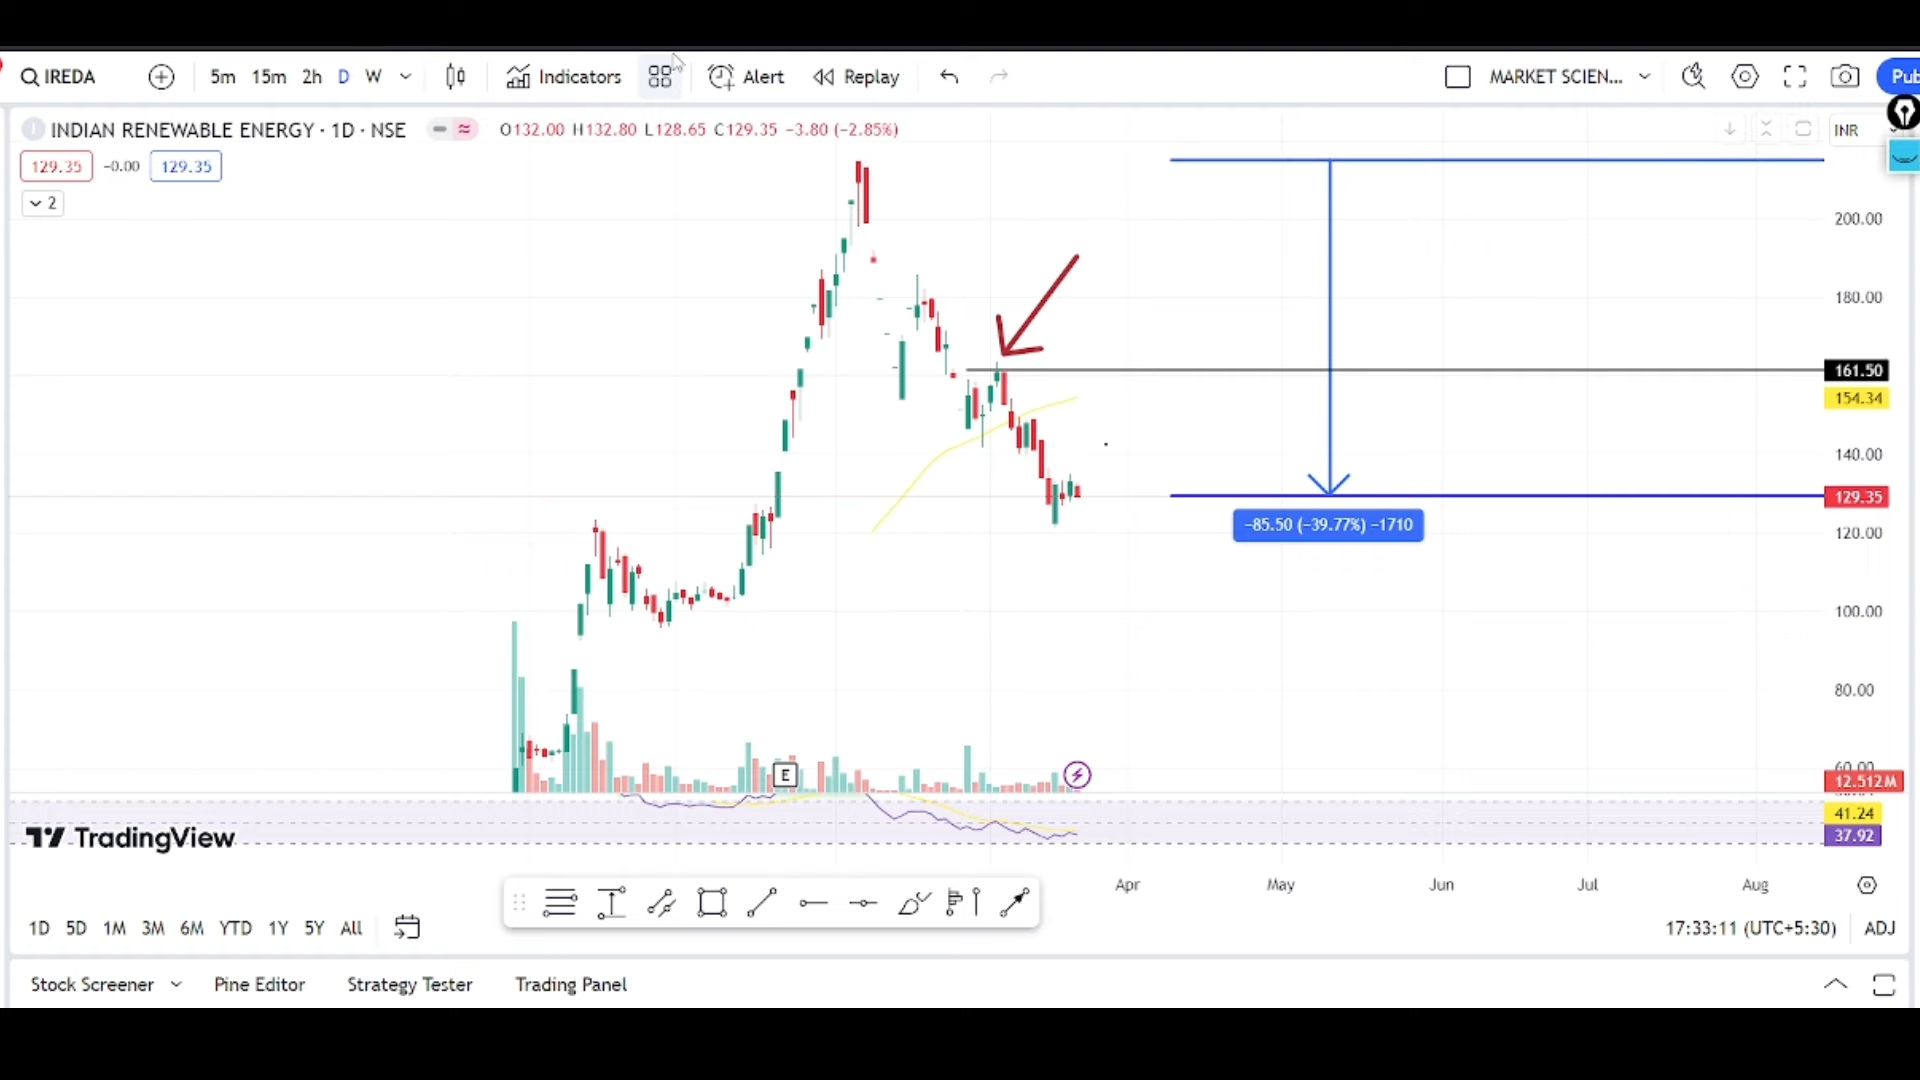 IREDA 5m 15m 2h D W Indicators Alert Replay MARKET SCIEN... Pub
INDIAN RENEWABLE ENERGY · 1D · NSE O132.00 H132.80 L128.65 C129.35 −3.80 (−2.85%) INR
129.35 −0.00 129.35
2
200.00
180.00
161.50
154.34
140.00
129.35
−85.50 (−39.77%) −1710
120.00
100.00
80.00
60.00
E
12.512M
41.24
37.92
TradingView
Apr May Jun Jul Aug
1D 5D 1M 3M 6M YTD 1Y 5Y All 17:33:11 (UTC+5:30) ADJ
Stock Screener Pine Editor Strategy Tester Trading Panel